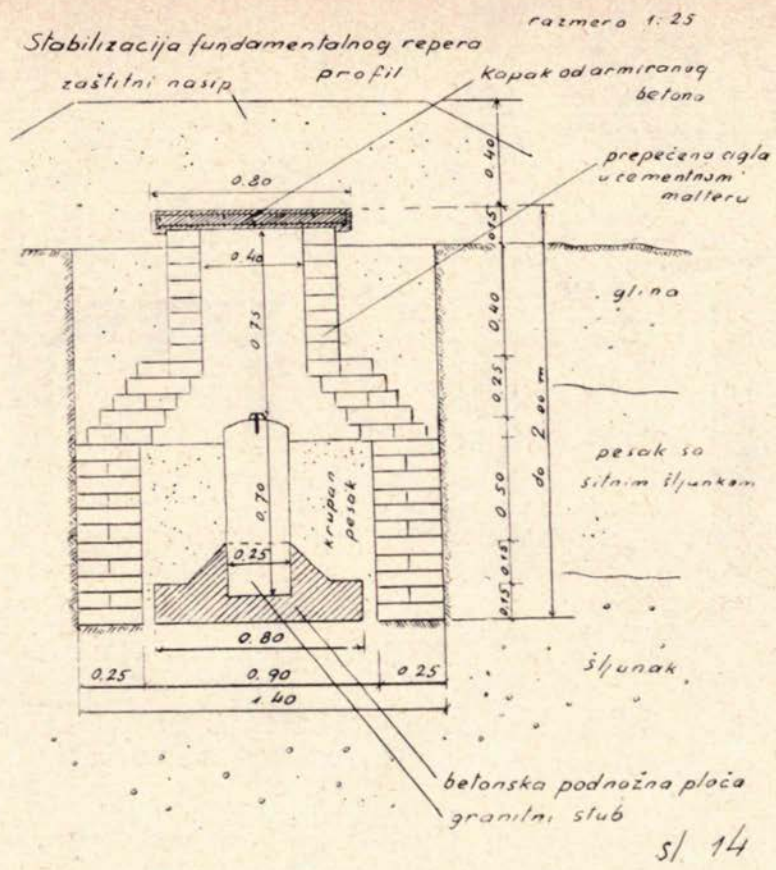 razmera 1:25
Stabilizacija fundamentalnog repera
profil
zaštitni nasip
kapak od armiranog
betona
prepečena cigla
u cementnom
malteru
0.80
0.40
0.15
0.40
0.75
0.40
0.25
glina
do 2.00 m
pesak sa
sitnim šljunkom
0.50
0.70
krupan
pesak
0.25
0.15
0.15
0.80
šljunak
0.25
0.90
0.25
1.40
betonska podnožna ploča
granitni stub
sl 14